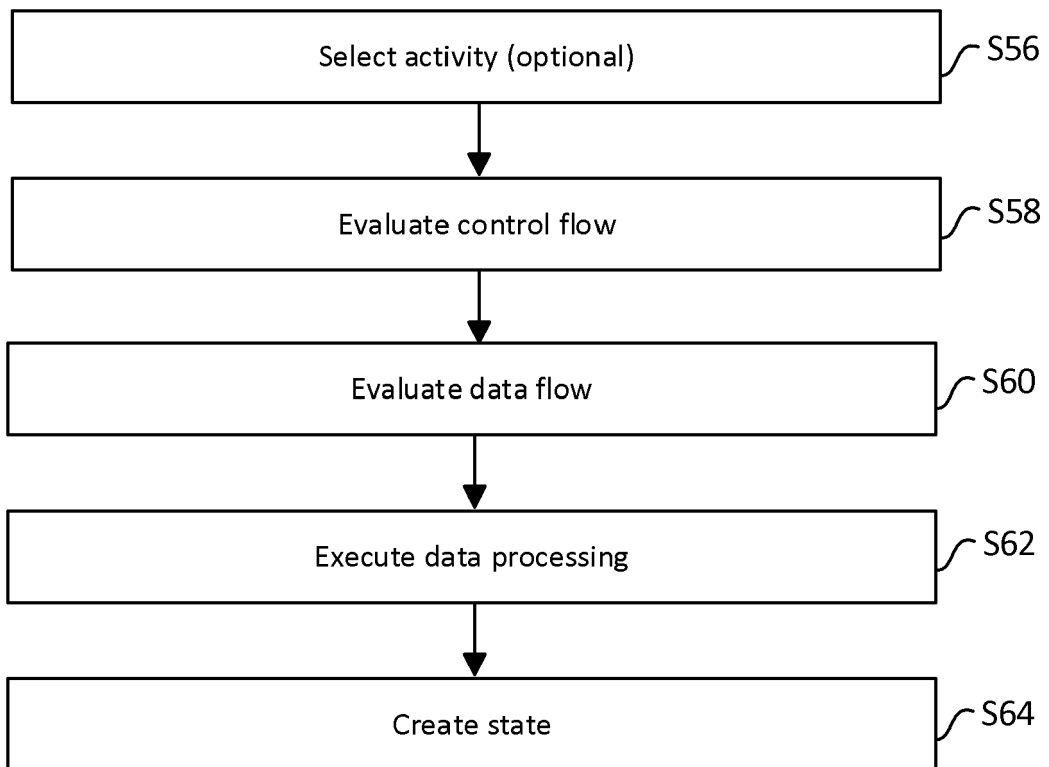 Select activity (optional)
S56
Evaluate control flow
S58
Evaluate data flow
S60
Execute data processing
S62
Create state
S64